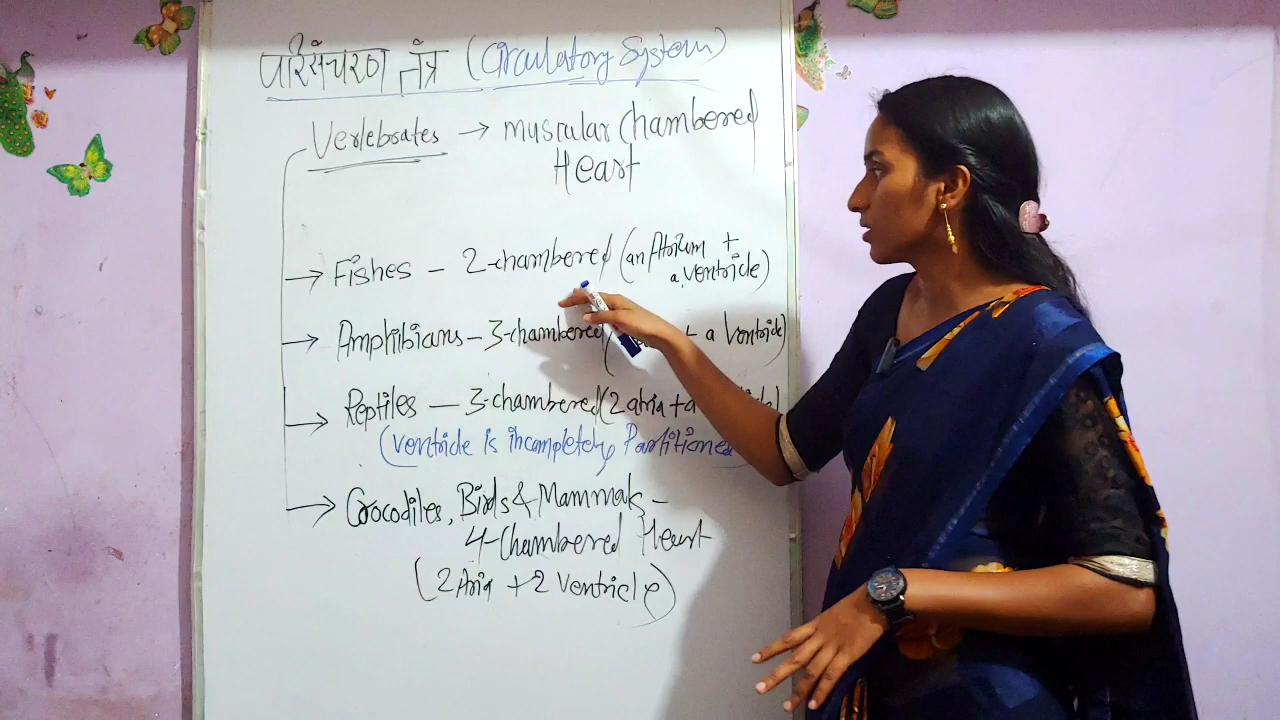 परिसंचरण तंत्र (Circulatory System)
Vertebrates → muscular Chambered
Heart
→ Fishes - 2-chambered (an Atrium +
a ventricle)
→ Amphibians - 3-chambered ( + a Ventricle)
→ Reptiles - 3-chambered (2 atria + a
(Ventricle is incompletely Partitioned)
→ Crocodiles, Birds & Mammals -
4-Chambered Heart
(2 Atria + 2 Ventricle)